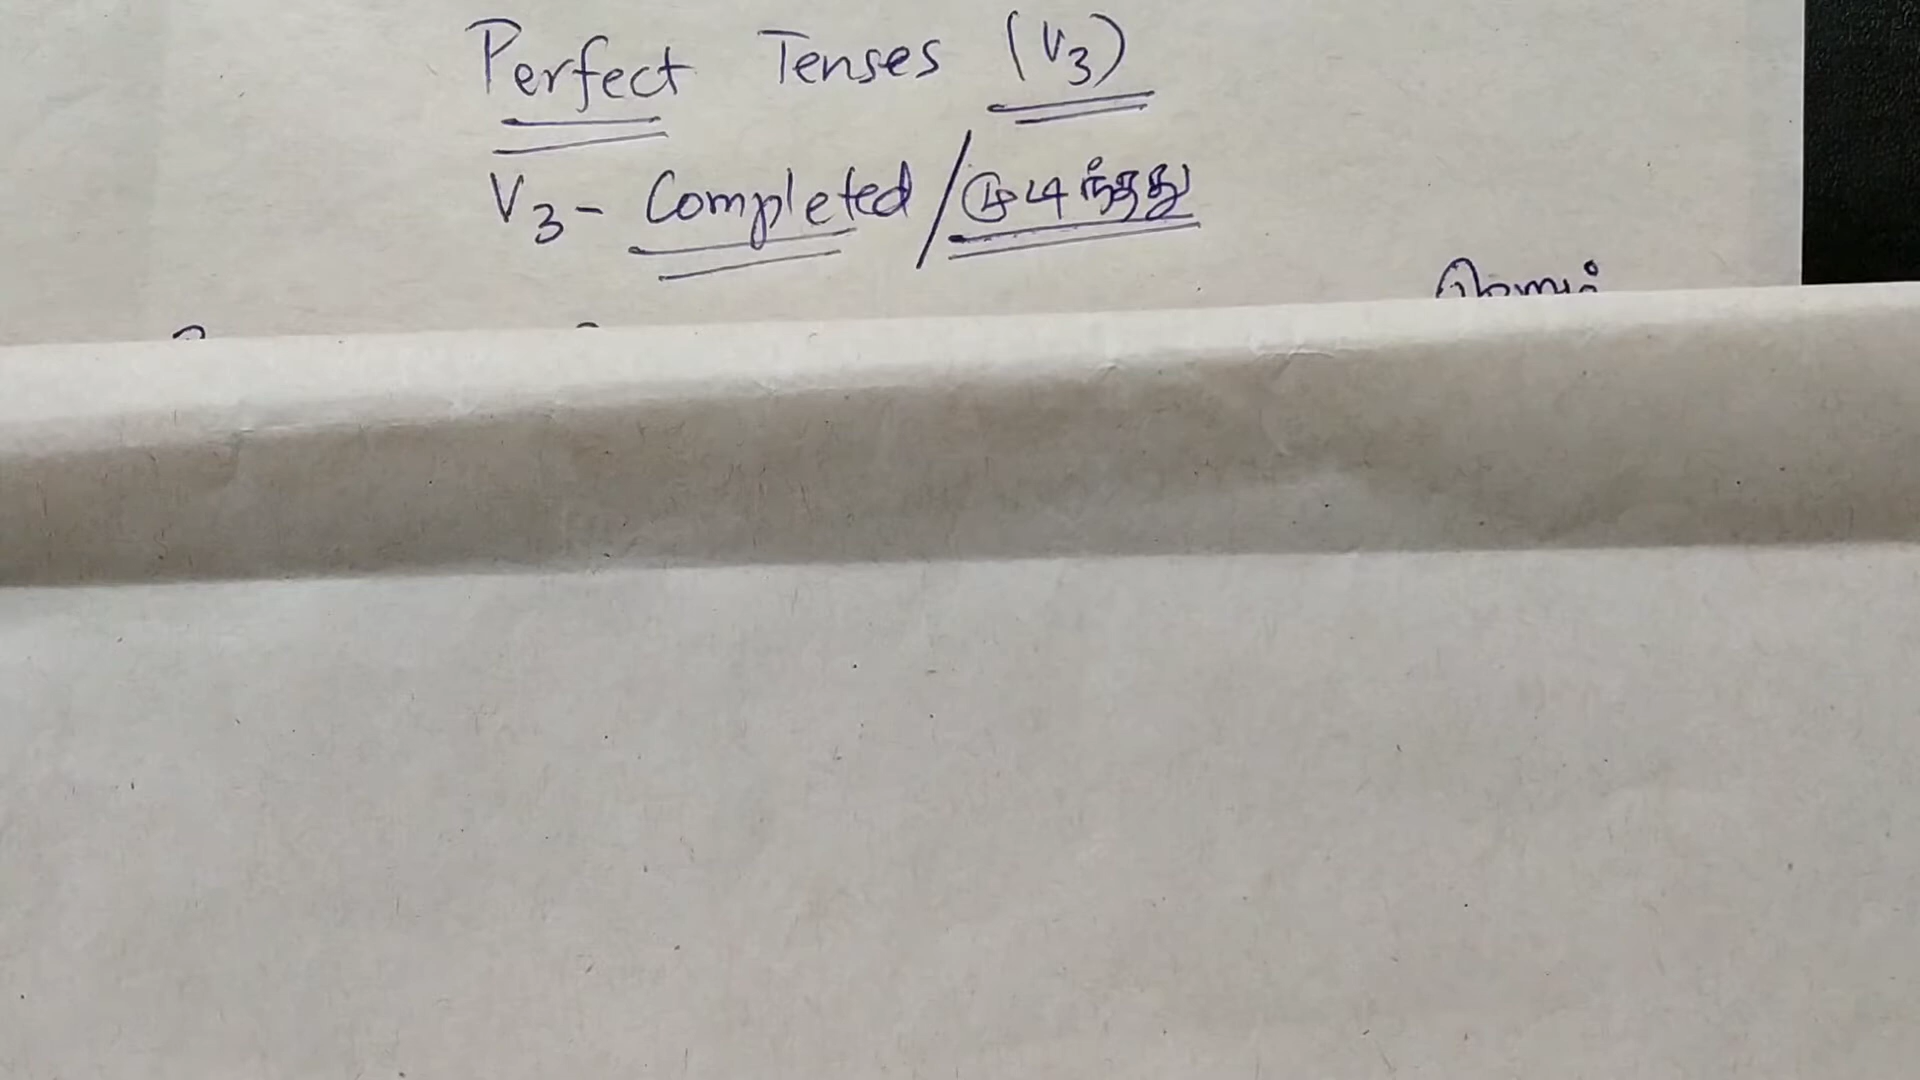 Perfect Tenses (V3)
V3 - Completed / முடிந்தது